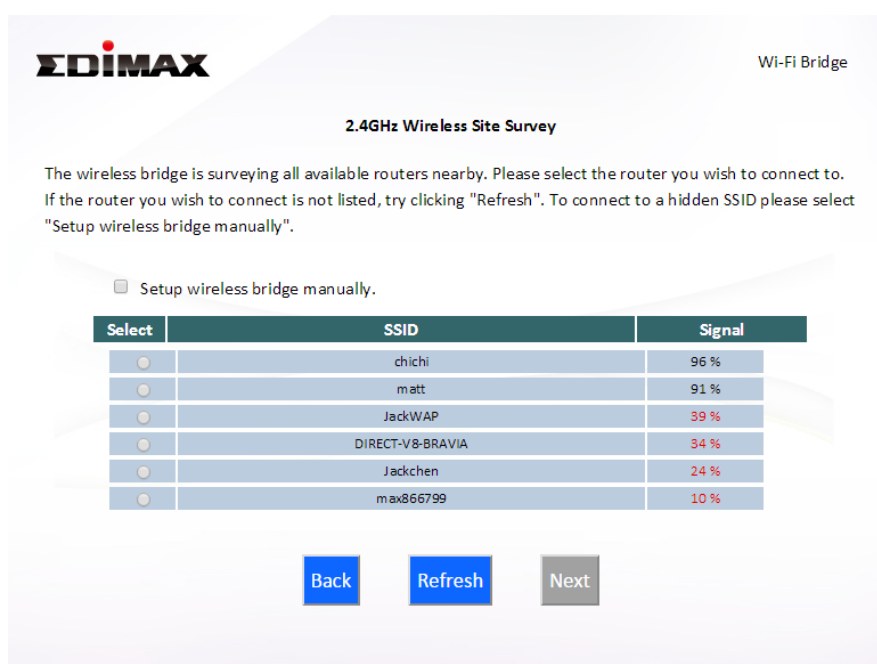 EDIMAX
Wi-Fi Bridge
2.4GHz Wireless Site Survey
The wireless bridge is surveying all available routers nearby. Please select the router you wish to connect to.
If the router you wish to connect is not listed, try clicking "Refresh". To connect to a hidden SSID please select
"Setup wireless bridge manually".
Setup wireless bridge manually.
Select SSID Signal
chichi 96 %
matt 91 %
JackWAP 39 %
DIRECT-V8-BRAVIA 34 %
Jackchen 24 %
max866799 10 %
Back Refresh Next